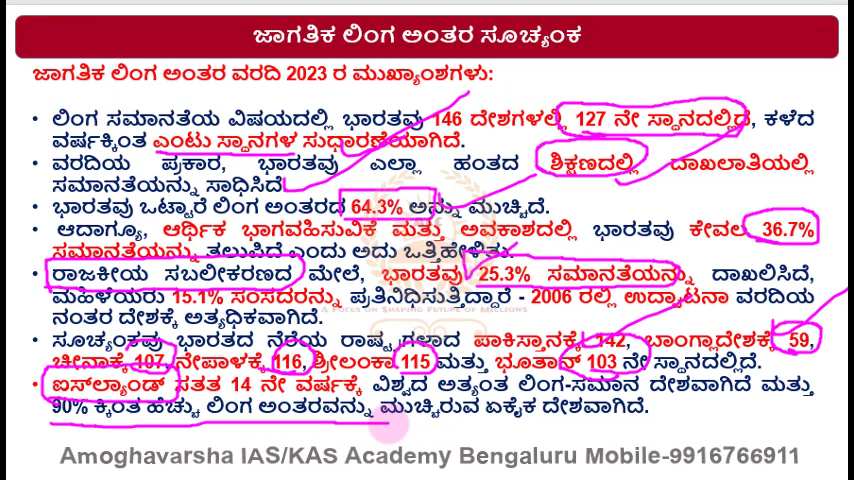 ಜಾಗತಿಕ ಲಿಂಗ ಅಂತರ ಸೂಚ್ಯಂಕ
ಜಾಗತಿಕ ಲಿಂಗ ಅಂತರ ವರದಿ 2023 ರ ಮುಖ್ಯಾಂಶಗಳು:
• ಲಿಂಗ ಸಮಾನತೆಯ ವಿಷಯದಲ್ಲಿ ಭಾರತವು 146 ದೇಶಗಳಲ್ಲಿ 127 ನೇ ಸ್ಥಾನದಲ್ಲಿದೆ, ಕಳೆದ
ವರ್ಷಕ್ಕಿಂತ ಎಂಟು ಸ್ಥಾನಗಳ ಸುಧಾರಣೆಯಾಗಿದೆ.
• ವರದಿಯ ಪ್ರಕಾರ, ಭಾರತವು ಎಲ್ಲಾ ಹಂತದ ಶಿಕ್ಷಣದಲ್ಲಿ ದಾಖಲಾತಿಯಲ್ಲಿ
ಸಮಾನತೆಯನ್ನು ಸಾಧಿಸಿದೆ
• ಭಾರತವು ಒಟ್ಟಾರೆ ಲಿಂಗ ಅಂತರದ 64.3% ಅನ್ನು ಮುಚ್ಚಿದೆ.
• ಆದಾಗ್ಯೂ, ಆರ್ಥಿಕ ಭಾಗವಹಿಸುವಿಕೆ ಮತ್ತು ಅವಕಾಶದಲ್ಲಿ ಭಾರತವು ಕೇವಲ 36.7%
ಸಮಾನತೆಯನ್ನು ತಲುಪಿದೆ ಎಂದು ಅದು ಒತ್ತಿಹೇಳಿತು.
• ರಾಜಕೀಯ ಸಬಲೀಕರಣದ ಮೇಲೆ, ಭಾರತವು 25.3% ಸಮಾನತೆಯನ್ನು ದಾಖಲಿಸಿದೆ,
ಮಹಿಳೆಯರು 15.1% ಸಂಸದರನ್ನು ಪ್ರತಿನಿಧಿಸುತ್ತಿದ್ದಾರೆ - 2006 ರಲ್ಲಿ ಉದ್ಘಾಟನಾ ವರದಿಯ
ನಂತರ ದೇಶಕ್ಕೆ ಅತ್ಯಧಿಕವಾಗಿದೆ.
• ಸೂಚ್ಯಂಕವು ಭಾರತದ ನೆರೆಯ ರಾಷ್ಟ್ರಗಳಾದ ಪಾಕಿಸ್ತಾನಕ್ಕೆ 142, ಬಾಂಗ್ಲಾದೇಶಕ್ಕೆ 59,
ಚೀನಾಕ್ಕೆ 107, ನೇಪಾಳಕ್ಕೆ 116, ಶ್ರೀಲಂಕಾ 115 ಮತ್ತು ಭೂತಾನ್ 103 ನೇ ಸ್ಥಾನದಲ್ಲಿದೆ.
• ಐಸ್‌ಲ್ಯಾಂಡ್ ಸತತ 14 ನೇ ವರ್ಷಕ್ಕೆ ವಿಶ್ವದ ಅತ್ಯಂತ ಲಿಂಗ-ಸಮಾನ ದೇಶವಾಗಿದೆ ಮತ್ತು
90% ಕ್ಕಿಂತ ಹೆಚ್ಚು ಲಿಂಗ ಅಂತರವನ್ನು ಮುಚ್ಚಿರುವ ಏಕೈಕ ದೇಶವಾಗಿದೆ.
A FOCUS ON SHAPING FUTURE OF MILLIONS
Amoghavarsha IAS/KAS Academy Bengaluru Mobile-9916766911